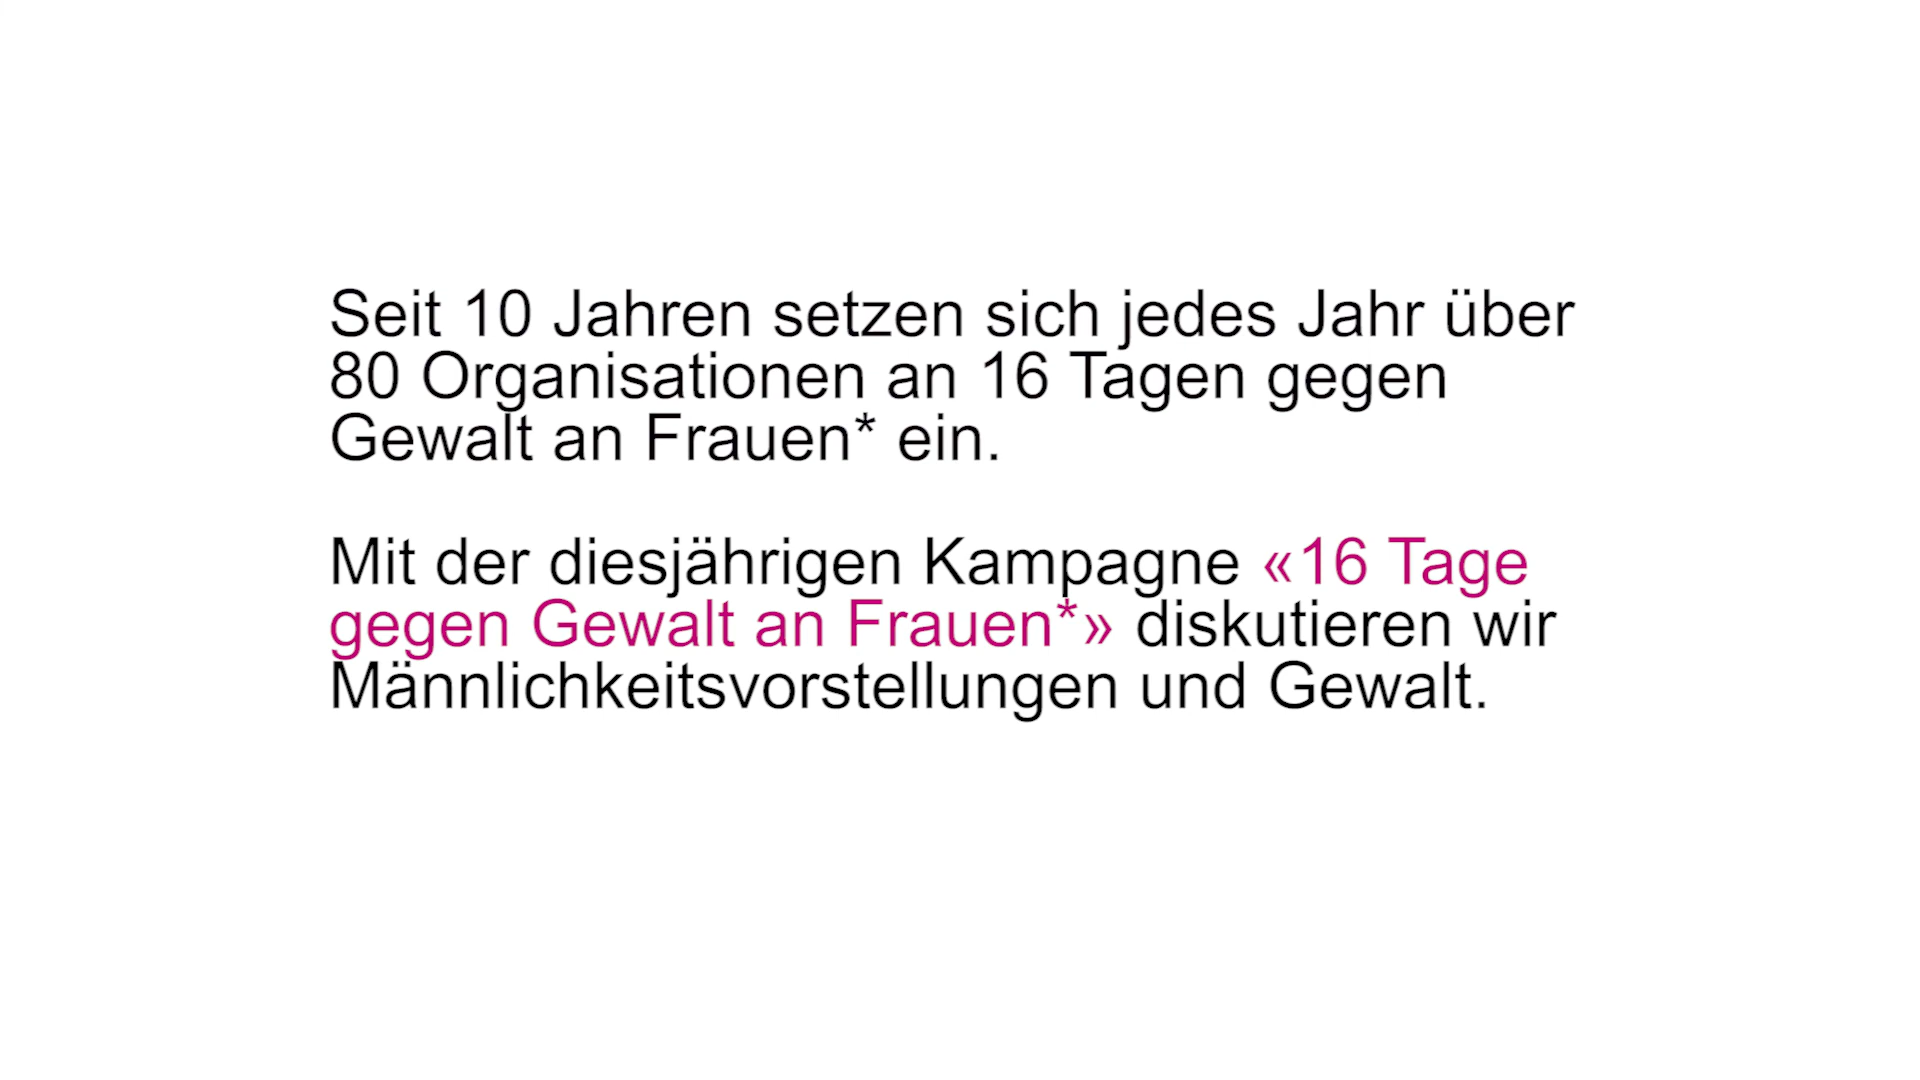 Seit 10 Jahren setzen sich jedes Jahr über
80 Organisationen an 16 Tagen gegen
Gewalt an Frauen* ein.
Mit der diesjährigen Kampagne «16 Tage
gegen Gewalt an Frauen*» diskutieren wir
Männlichkeitsvorstellungen und Gewalt.